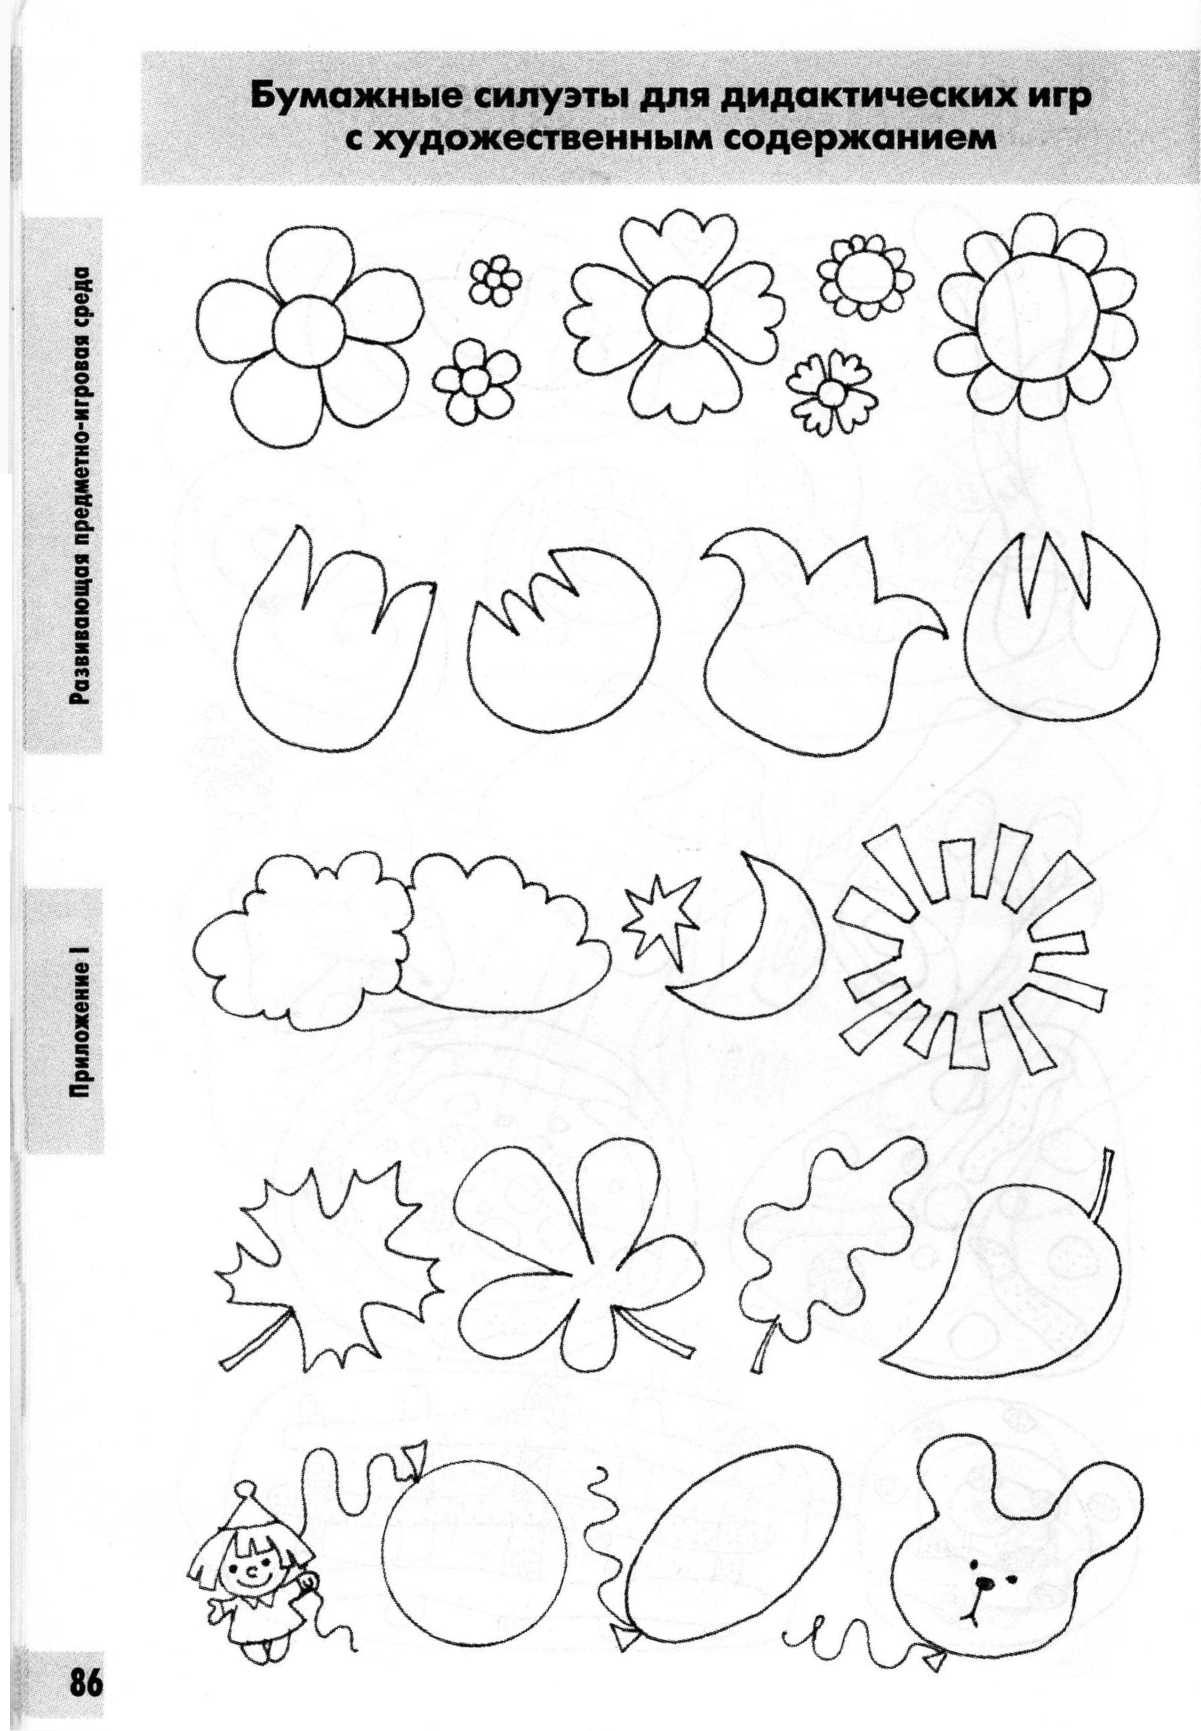 Бумажные силуэты для дидактических игр
с художественным содержанием
Развивающая предметно-игровая среда
Приложение I
86